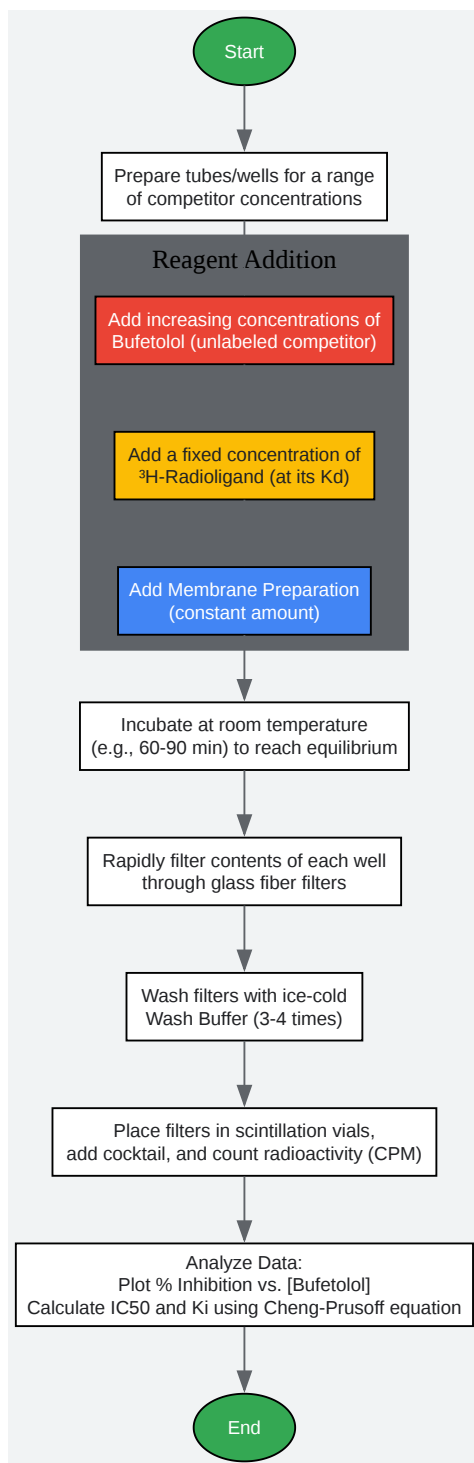 Start
Prepare tubes/wells for a range
of competitor concentrations
Reagent Addition
Add increasing concentrations of
Bufetolol (unlabeled competitor)
Add a fixed concentration of
³H-Radioligand (at its Kd)
Add Membrane Preparation
(constant amount)
Incubate at room temperature
(e.g., 60-90 min) to reach equilibrium
Rapidly filter contents of each well
through glass fiber filters
Wash filters with ice-cold
Wash Buffer (3-4 times)
Place filters in scintillation vials,
add cocktail, and count radioactivity (CPM)
Analyze Data:
Plot % Inhibition vs. [Bufetolol]
Calculate IC50 and Ki using Cheng-Prusoff equation
End